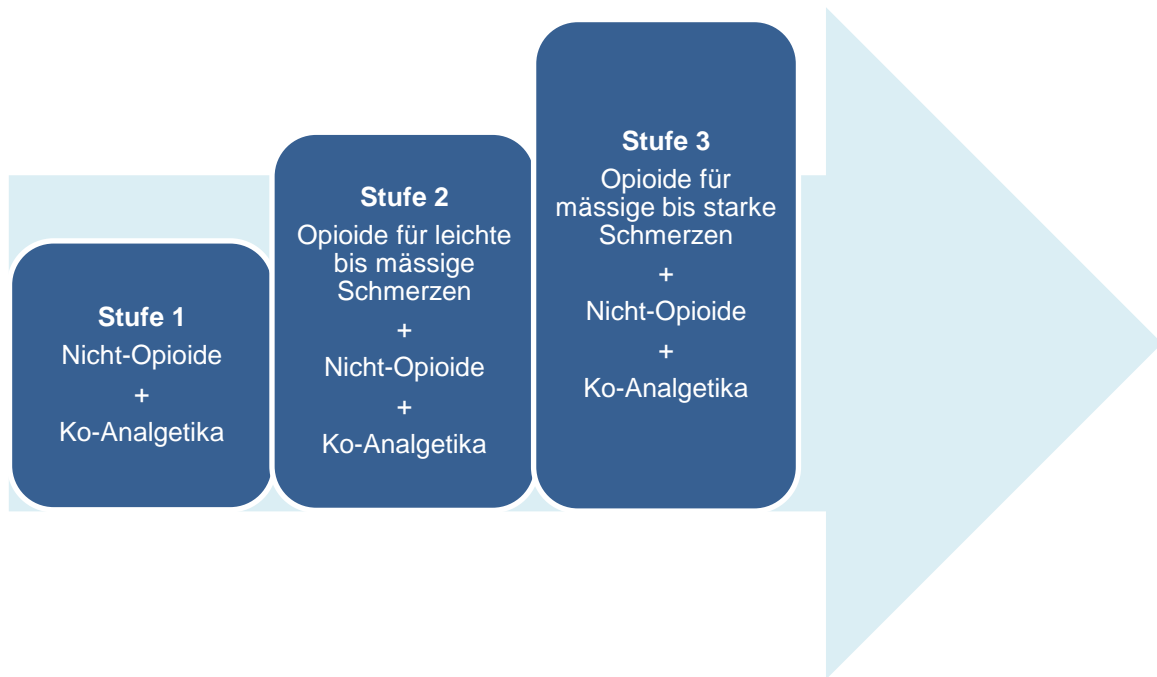 Stufe 1
Nicht-Opioide
+
Ko-Analgetika
Stufe 2
Opioide für leichte
bis mässige
Schmerzen
+
Nicht-Opioide
+
Ko-Analgetika
Stufe 3
Opioide für
mässige bis starke
Schmerzen
+
Nicht-Opioide
+
Ko-Analgetika